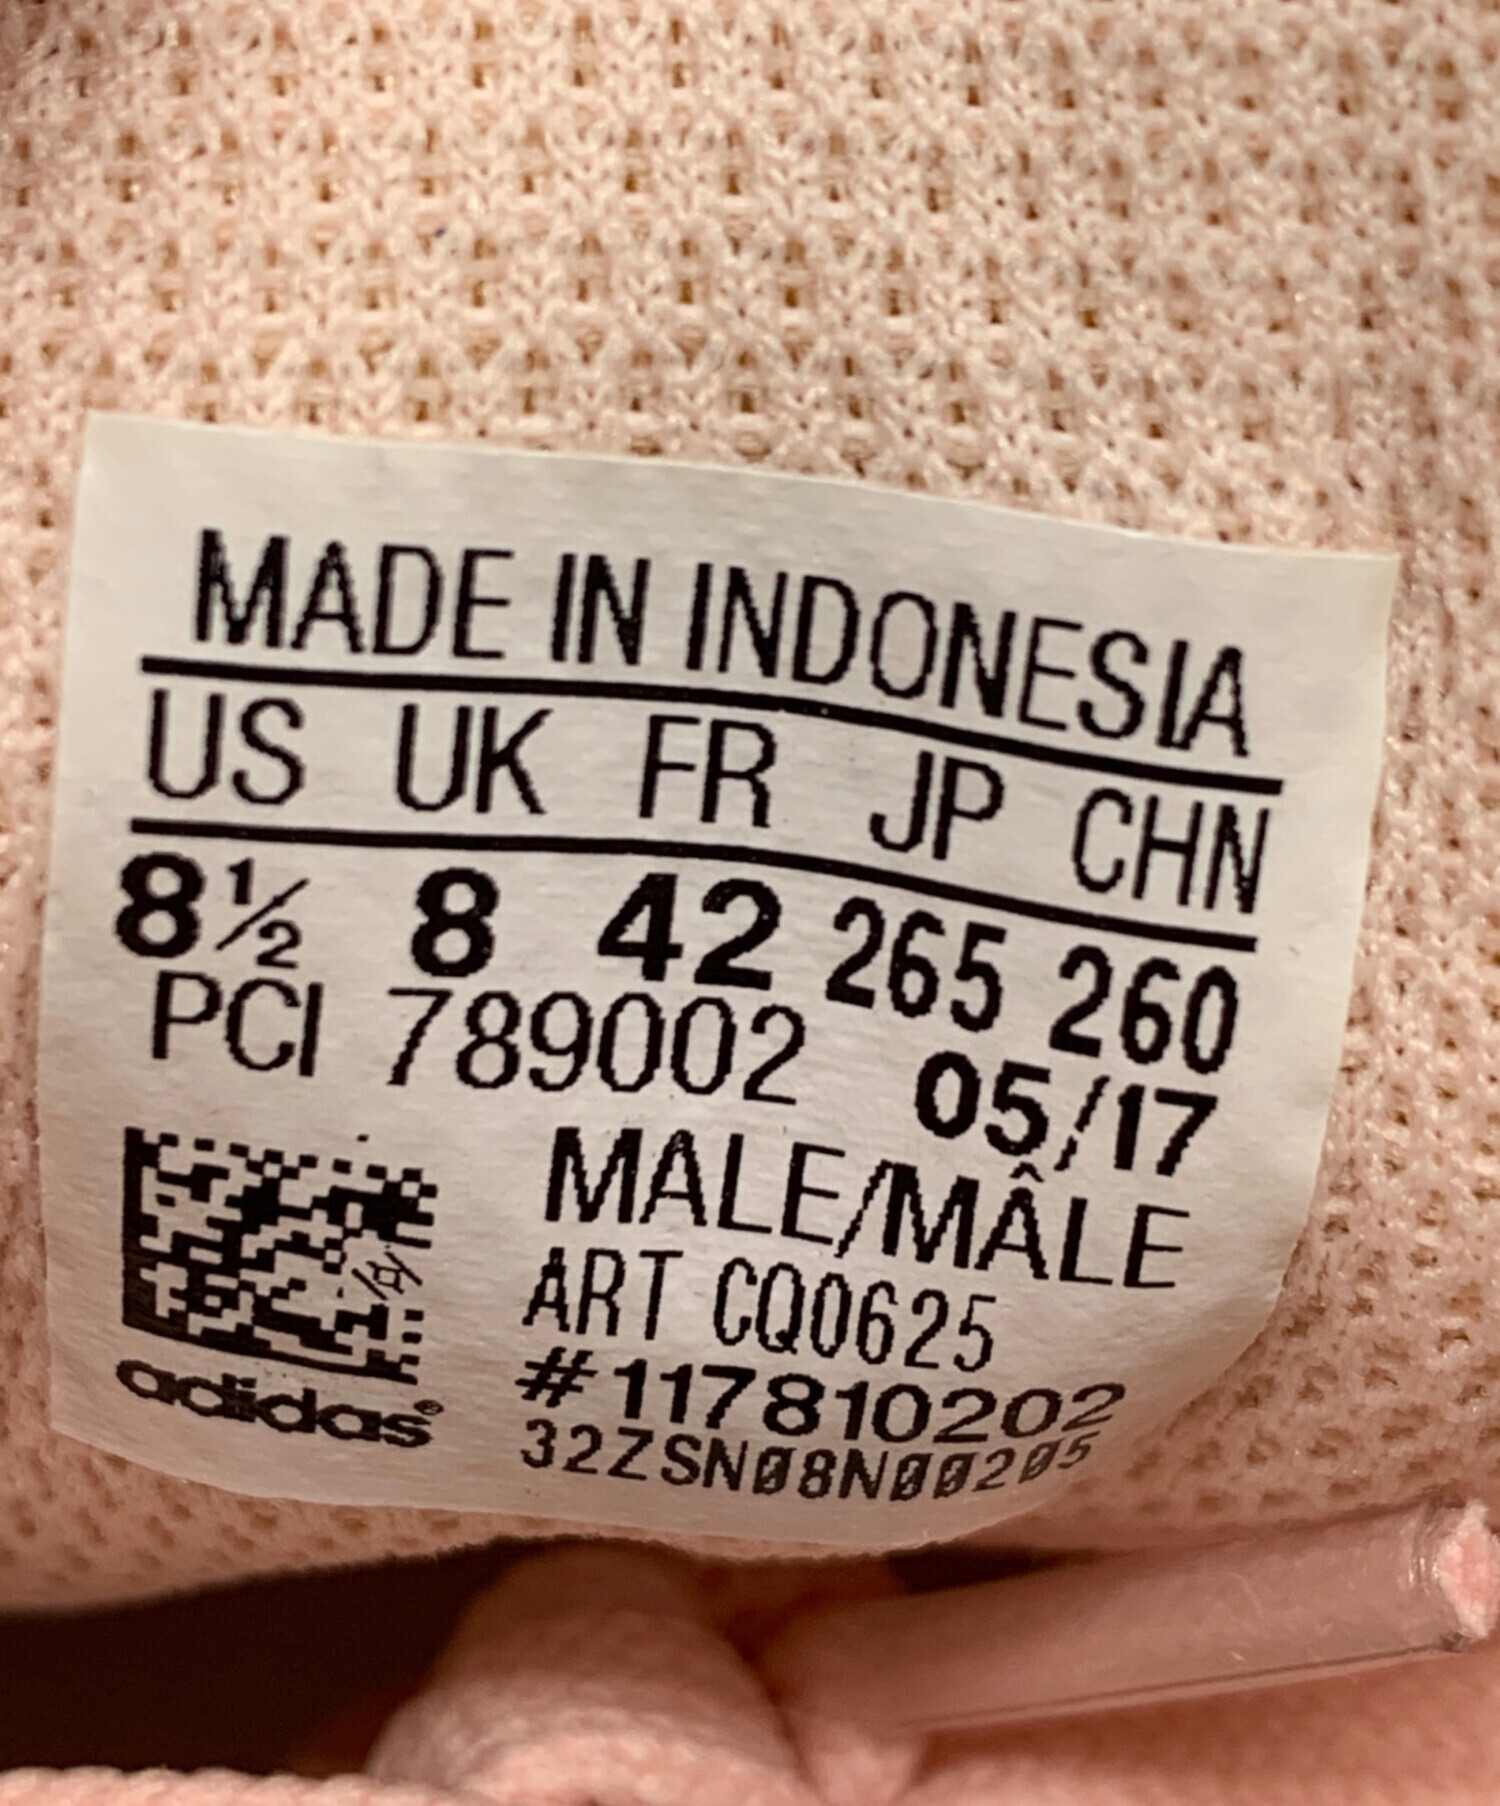 MADE IN INDONESIA
US UK FR JP CHN
8½ 8 42 265 260
PCI 789002 05/17
MALE/MÂLE
ART CQ0625
#117810202
32ZSN08N00205
adidas®